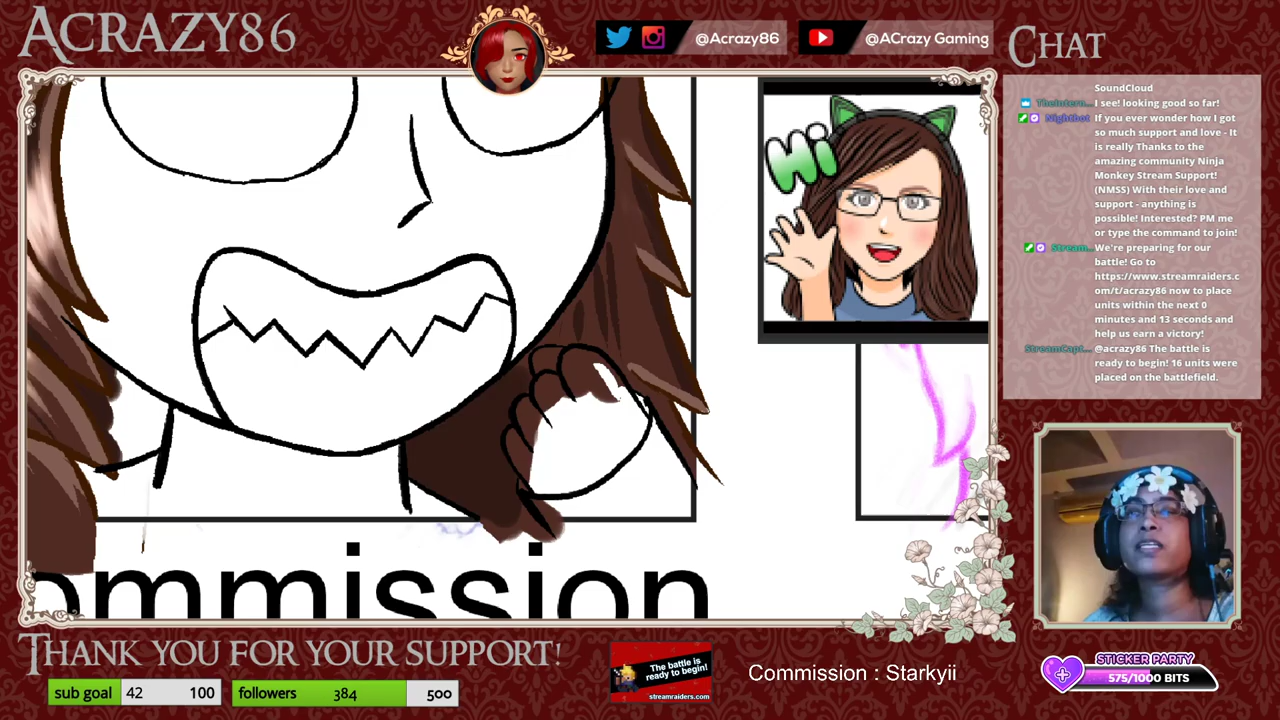 ACRAZY86
@Acrazy86
@ACrazy Gaming
CHAT
SoundCloud
TheIntern... I see! looking good so far!
Nightbot If you ever wonder how I got
so much support and love - It
is really Thanks to the
amazing community Ninja
Monkey Stream Support!
(NMSS) With their love and
support - anything is
possible! Interested? PM me
or type the command to join!
Stream... We're preparing for our
battle! Go to
https://www.streamraiders.c
om/t/acrazy86 now to place
units within the next 0
minutes and 13 seconds and
help us earn a victory!
StreamCapt... @acrazy86 The battle is
ready to begin! 16 units were
placed on the battlefield.
Hi
ommission
THANK YOU FOR YOUR SUPPORT!
sub goal 42 100
followers 384 500
The battle is
ready to begin!
streamraiders.com
Commission : Starkyii
STICKER PARTY
575/1000 BITS